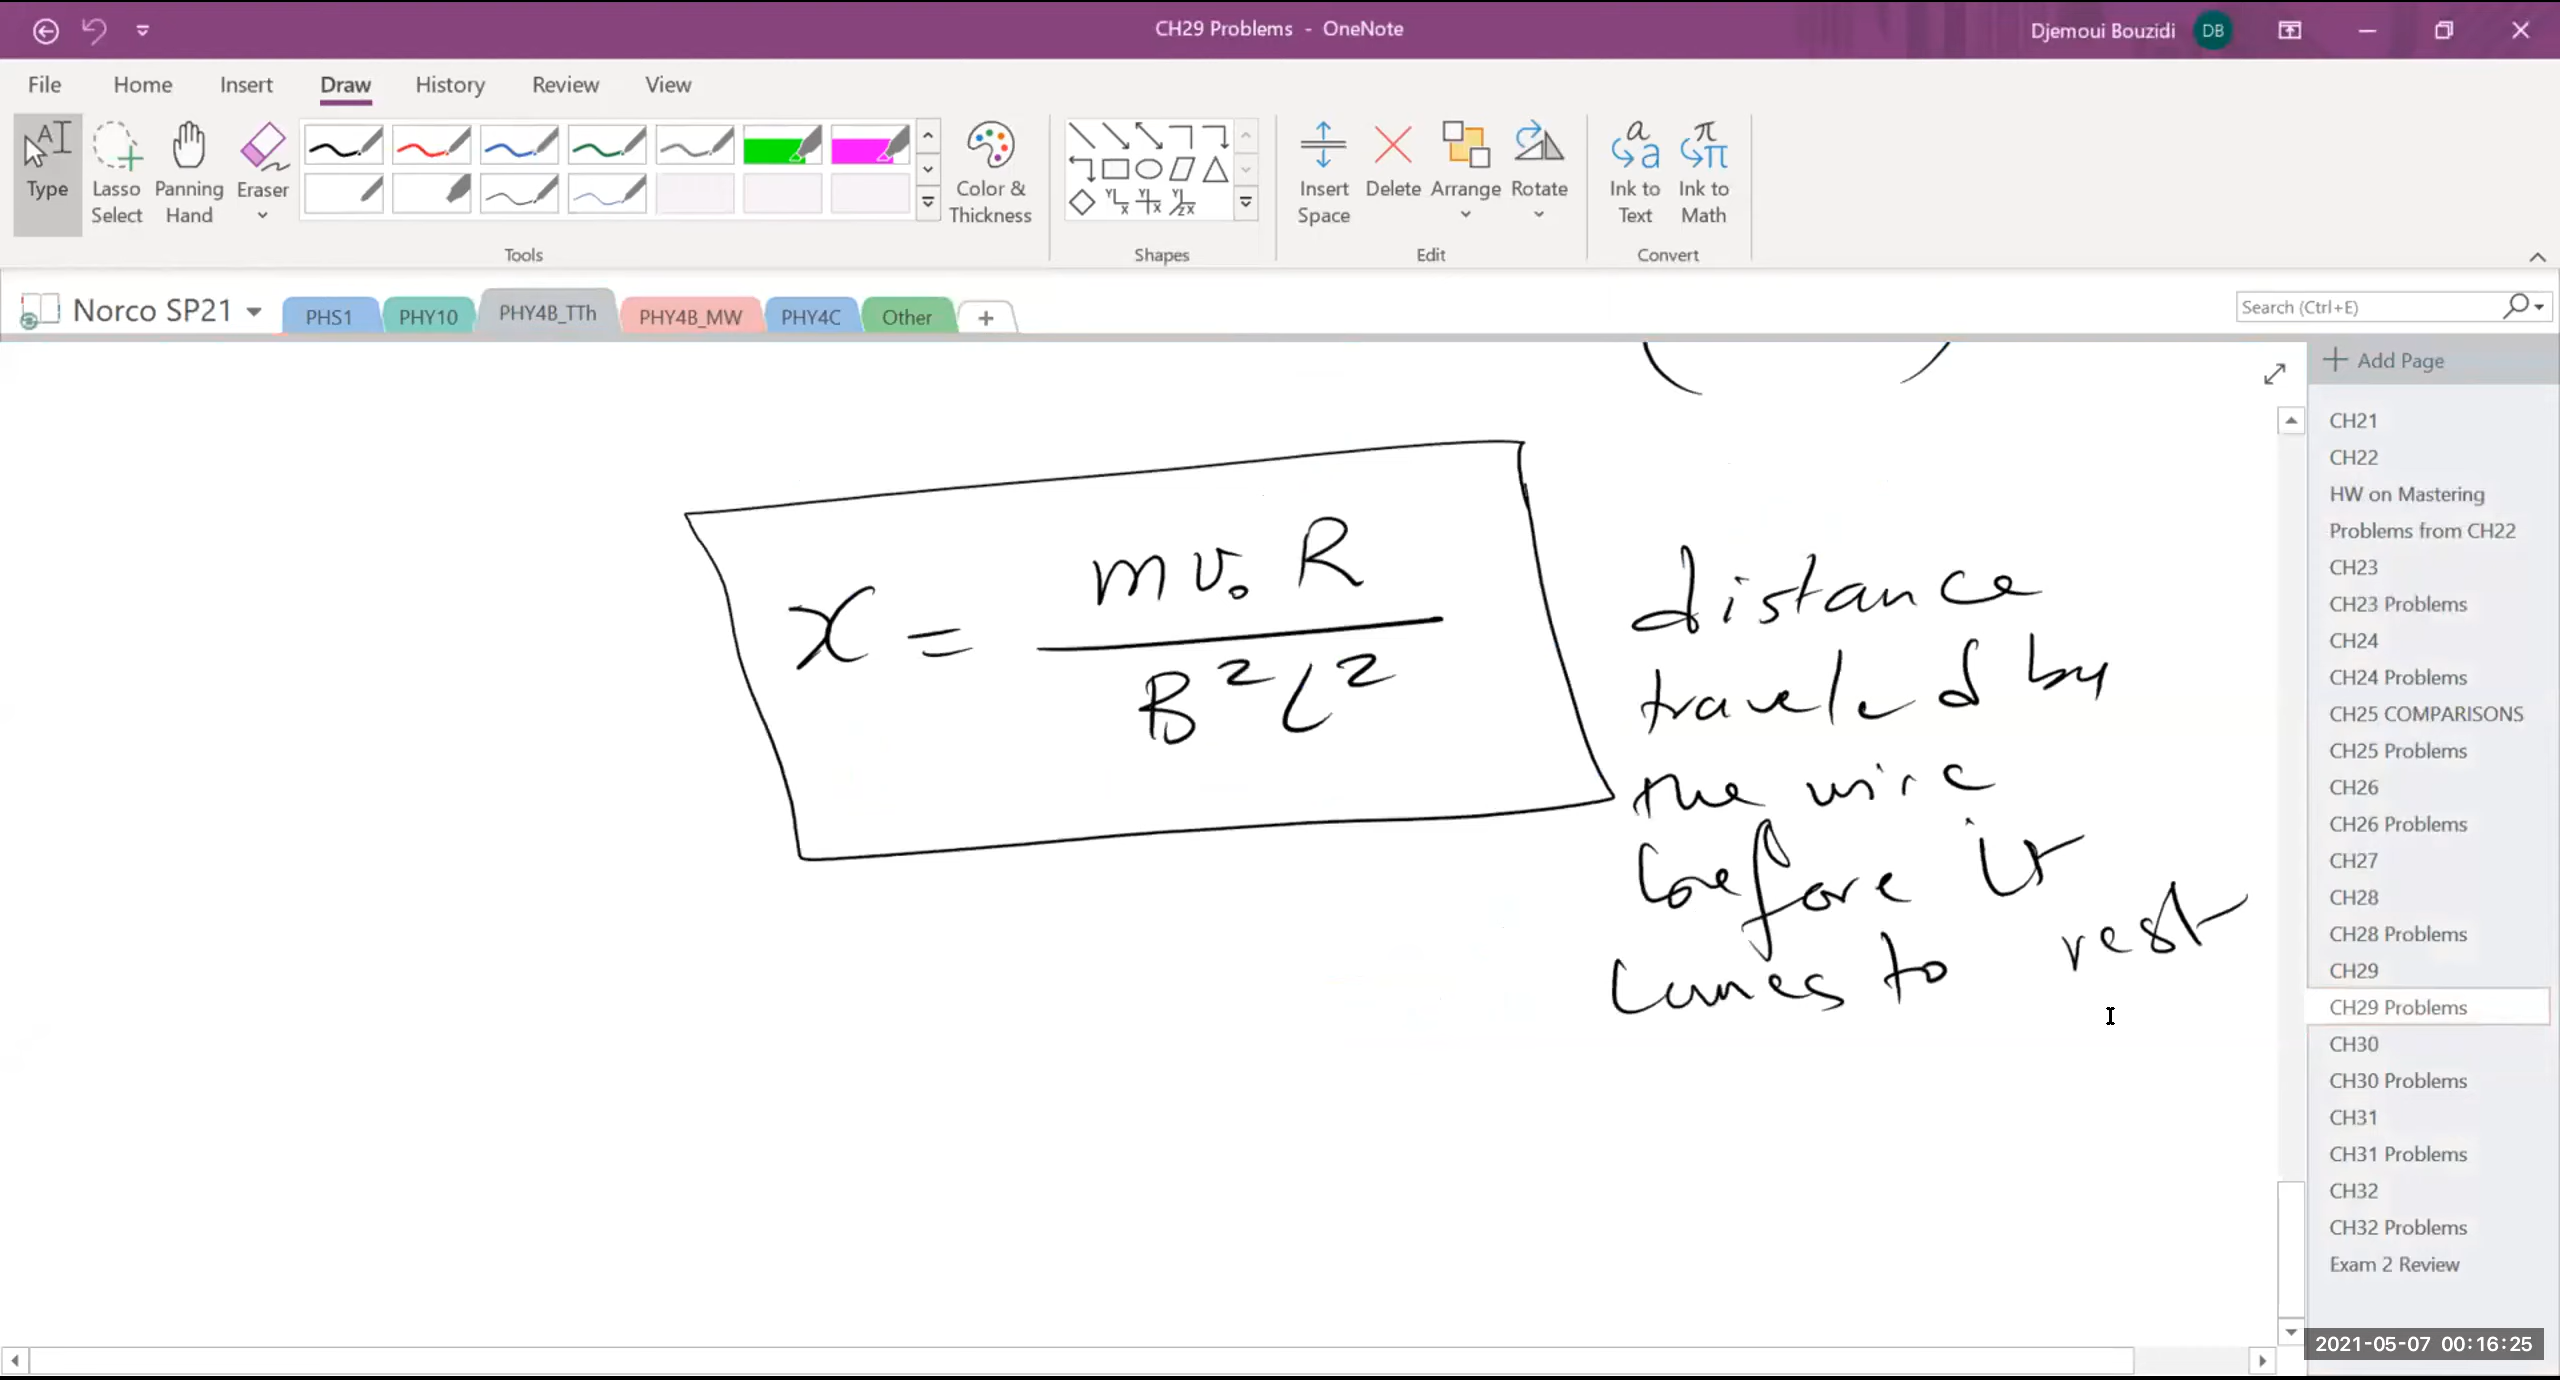 CH29 Problems - OneNote
Djemoui Bouzidi DB
File Home Insert Draw History Review View
Type
Lasso Select
Panning Hand
Eraser
Color & Thickness
Insert Space
Delete
Arrange
Rotate
Ink to Text
Ink to Math
Tools
Shapes
Edit
Convert
Norco SP21
PHS1
PHY10
PHY4B_TTh
PHY4B_MW
PHY4C
Other
+
Search (Ctrl+E)
x = m v₀ R / B² L²
distance
traveled by
the wire
before it
comes to rest
Add Page
CH21
CH22
HW on Mastering
Problems from CH22
CH23
CH23 Problems
CH24
CH24 Problems
CH25 COMPARISONS
CH25 Problems
CH26
CH26 Problems
CH27
CH28
CH28 Problems
CH29
CH29 Problems
CH30
CH30 Problems
CH31
CH31 Problems
CH32
CH32 Problems
Exam 2 Review
2021-05-07 00:16:25